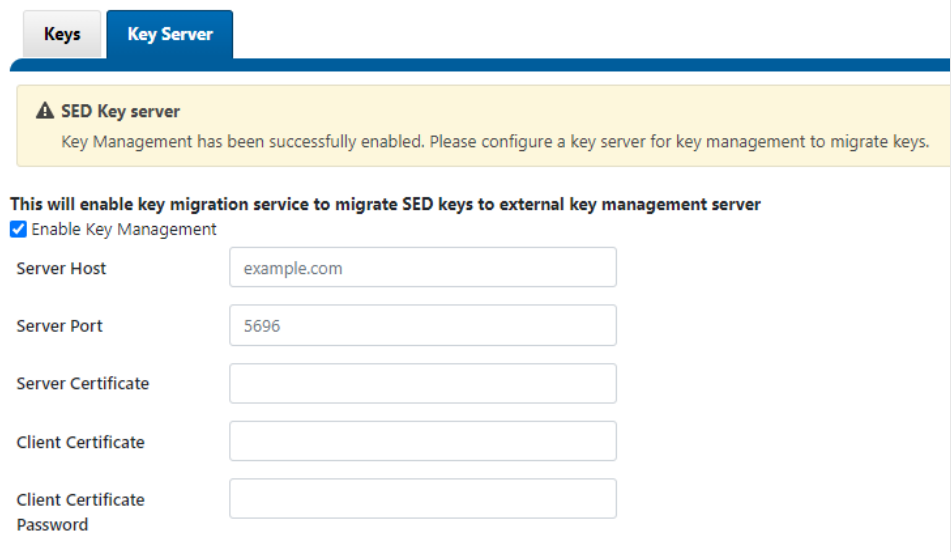 Keys
Key Server
SED Key server
Key Management has been successfully enabled. Please configure a key server for key management to migrate keys.
This will enable key migration service to migrate SED keys to external key management server
Enable Key Management
Server Host
example.com
Server Port
5696
Server Certificate
Client Certificate
Client Certificate
Password